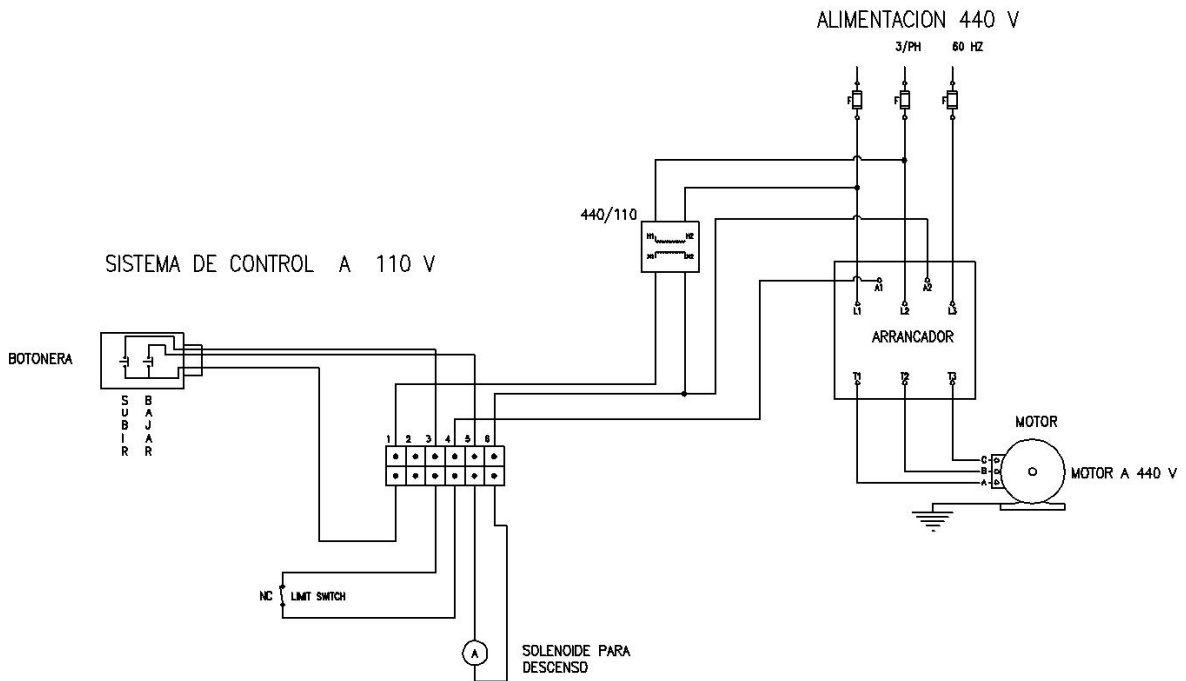 ALIMENTACION 440 V
3/PH 60 HZ
F F F
440/110
H1 H2
X1 X2
SISTEMA DE CONTROL A 110 V
A1 A2
L1 L2 L3
ARRANCADOR
T1 T2 T3
BOTONERA
SUBIR
BAJAR
1 2 3 4 5 6
MOTOR
C
B
A
MOTOR A 440 V
NC LIMIT SWITCH
A
SOLENOIDE PARA
DESCENSO